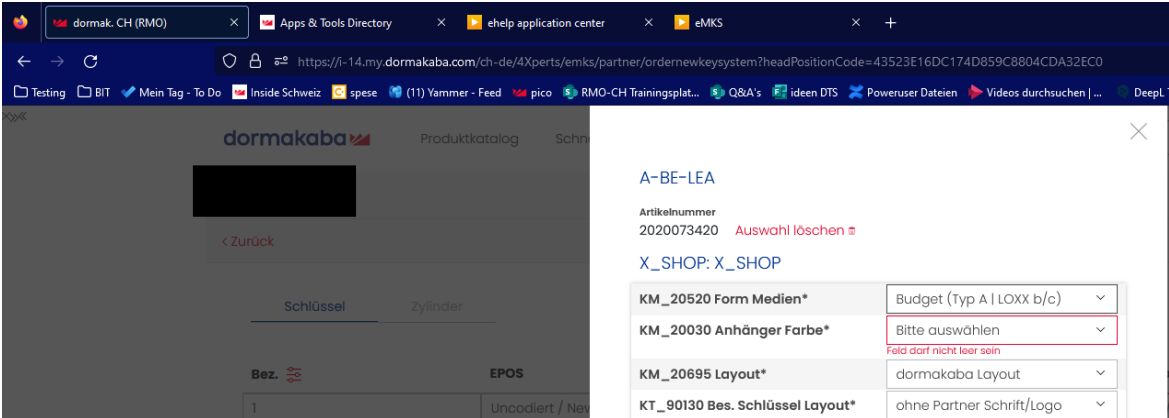 dormak. CH (RMO)
Apps & Tools Directory
ehelp application center
eMKS
https://i-14.my.dormakaba.com/ch-de/4Xperts/emks/partner/ordernewkeysystem?headPositionCode=43523E16DC174D859C8804CDA32EC0
Testing BIT Mein Tag - To Do Inside Schweiz spese (11) Yammer - Feed pico RMO-CH Trainingsplat... Q&A's ideen DTS Poweruser Dateien Videos durchsuchen | ... DeepL
dormakaba
Produktkatalog
Schn
A-BE-LEA
Artikelnummer
2020073420 Auswahl löschen
< Zurück
X_SHOP: X_SHOP
Schlüssel Zylinder
KM_20520 Form Medien* Budget (Typ A | LOXX b/c)
KM_20030 Anhänger Farbe* Bitte auswählen
Feld darf nicht leer sein
Bez. EPOS
KM_20695 Layout* dormakaba Layout
1 Uncodiert / New
KT_90130 Bes. Schlüssel Layout* ohne Partner Schrift/Logo